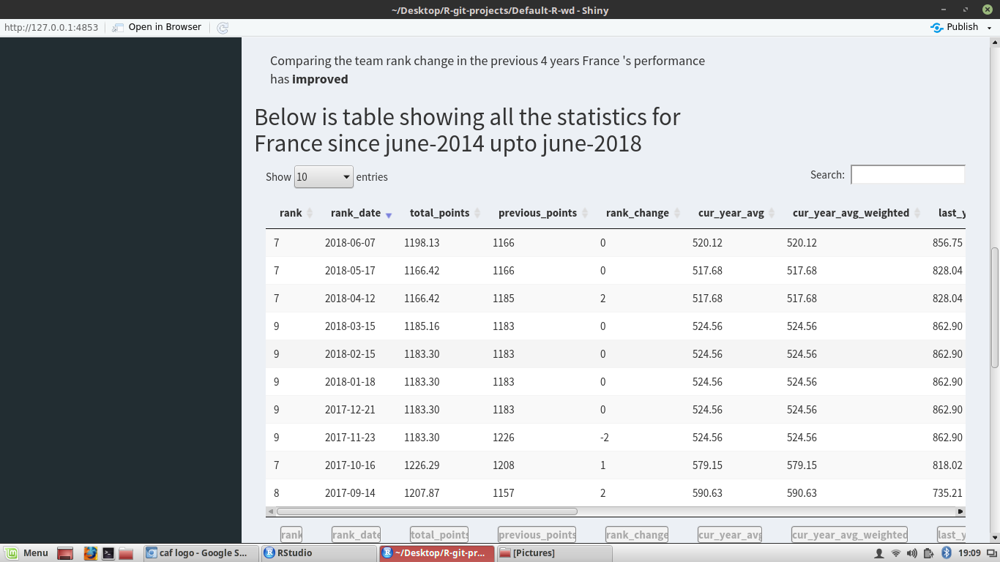 ~/Desktop/R-git-projects/Default-R-wd - Shiny
http://127.0.0.1:4853 Open in Browser Publish
Comparing the team rank change in the previous 4 years France 's performance
has improved
Below is table showing all the statistics for
France since june-2014 upto june-2018
Show 10 entries Search:
rank rank_date total_points previous_points rank_change cur_year_avg cur_year_avg_weighted last_y
7 2018-06-07 1198.13 1166 0 520.12 520.12 856.75
7 2018-05-17 1166.42 1166 0 517.68 517.68 828.04
7 2018-04-12 1166.42 1185 2 517.68 517.68 828.04
9 2018-03-15 1185.16 1183 0 524.56 524.56 862.90
9 2018-02-15 1183.30 1183 0 524.56 524.56 862.90
9 2018-01-18 1183.30 1183 0 524.56 524.56 862.90
9 2017-12-21 1183.30 1183 0 524.56 524.56 862.90
9 2017-11-23 1183.30 1226 -2 524.56 524.56 862.90
7 2017-10-16 1226.29 1208 1 579.15 579.15 818.02
8 2017-09-14 1207.87 1157 2 590.63 590.63 735.21
rank rank_date total_points previous_points rank_change cur_year_avg cur_year_avg_weighted last_y
Menu caf logo - Google S... RStudio ~/Desktop/R-git-pr... [Pictures] 19:09